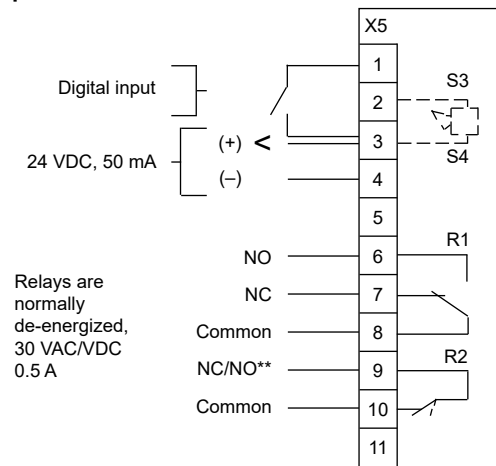 X5
1
Digital input
2
S3
(+) <
3
24 VDC, 50 mA
S4
(–)
4
5
NO
6
R1
Relays are
normally
de-energized,
30 VAC/VDC
0.5 A
NC
7
Common
8
NC/NO**
9
R2
Common
10
11